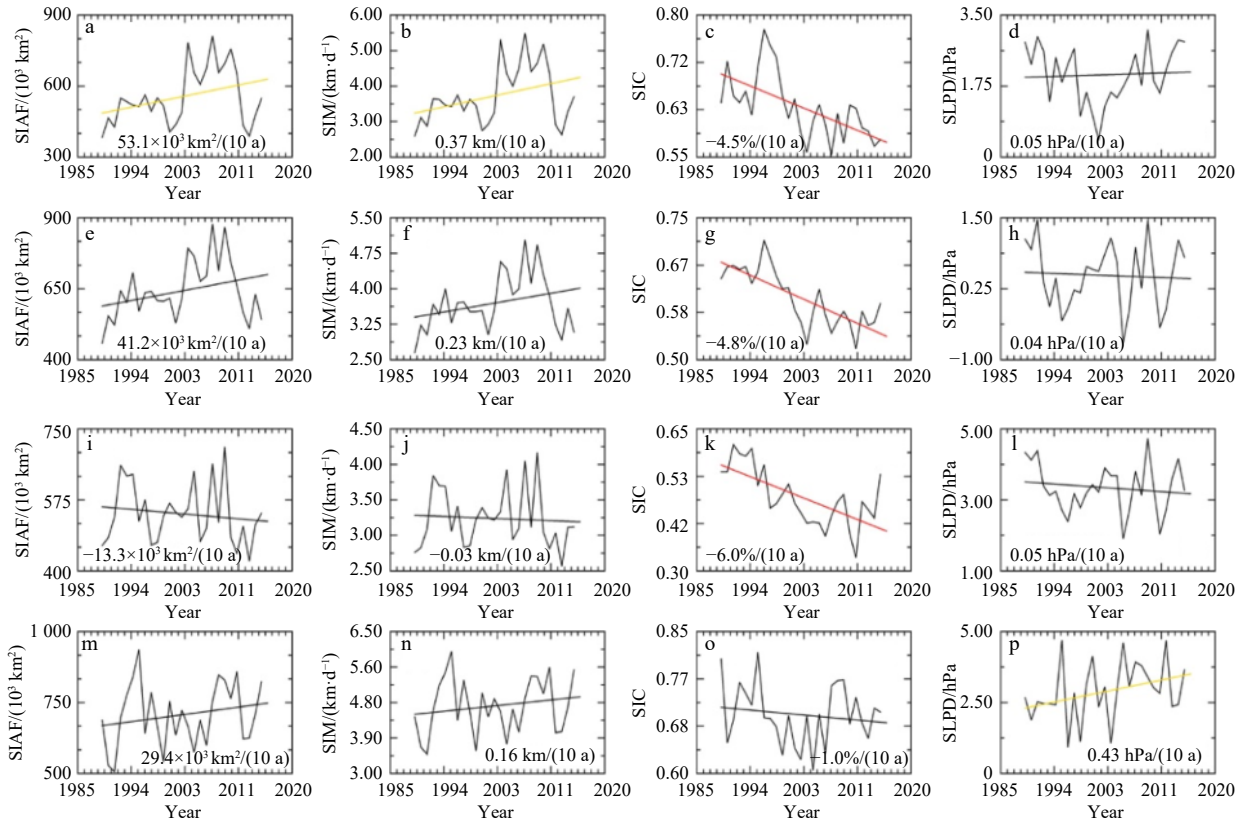 a
SIAF/(10³ km²)
900
600
300
53.1×10³ km²/(10 a)
1985 1994 2003 2011 2020
Year
b
SIM/(km·d⁻¹)
6.00
5.00
4.00
3.00
2.00
0.37 km/(10 a)
1985 1994 2003 2011 2020
Year
c
SIC
0.80
0.72
0.63
0.55
−4.5%/(10 a)
1985 1994 2003 2011 2020
Year
d
SLPD/hPa
3.50
1.75
0
0.05 hPa/(10 a)
1985 1994 2003 2011 2020
Year
e
SIAF/(10³ km²)
900
650
400
41.2×10³ km²/(10 a)
1985 1994 2003 2011 2020
Year
f
SIM/(km·d⁻¹)
5.50
4.75
4.00
3.25
2.50
0.23 km/(10 a)
1985 1994 2003 2011 2020
Year
g
SIC
0.75
0.67
0.58
0.50
−4.8%/(10 a)
1985 1994 2003 2011 2020
Year
h
SLPD/hPa
1.50
0.25
−1.00
0.04 hPa/(10 a)
1985 1994 2003 2011 2020
Year
i
SIAF/(10³ km²)
750
575
400
−13.3×10³ km²/(10 a)
1985 1994 2003 2011 2020
Year
j
SIM/(km·d⁻¹)
4.50
4.00
3.50
3.00
2.50
−0.03 km/(10 a)
1985 1994 2003 2011 2020
Year
k
SIC
0.65
0.53
0.42
0.30
−6.0%/(10 a)
1985 1994 2003 2011 2020
Year
l
SLPD/hPa
5.00
3.00
1.00
0.05 hPa/(10 a)
1985 1994 2003 2011 2020
Year
m
SIAF/(10³ km²)
1 000
750
500
29.4×10³ km²/(10 a)
1985 1994 2003 2011 2020
Year
n
SIM/(km·d⁻¹)
6.50
5.60
4.80
3.90
3.00
0.16 km/(10 a)
1985 1994 2003 2011 2020
Year
o
SIC
0.85
0.77
0.68
0.60
−1.0%/(10 a)
1985 1994 2003 2011 2020
Year
p
SLPD/hPa
5.00
2.50
0
0.43 hPa/(10 a)
1985 1994 2003 2011 2020
Year